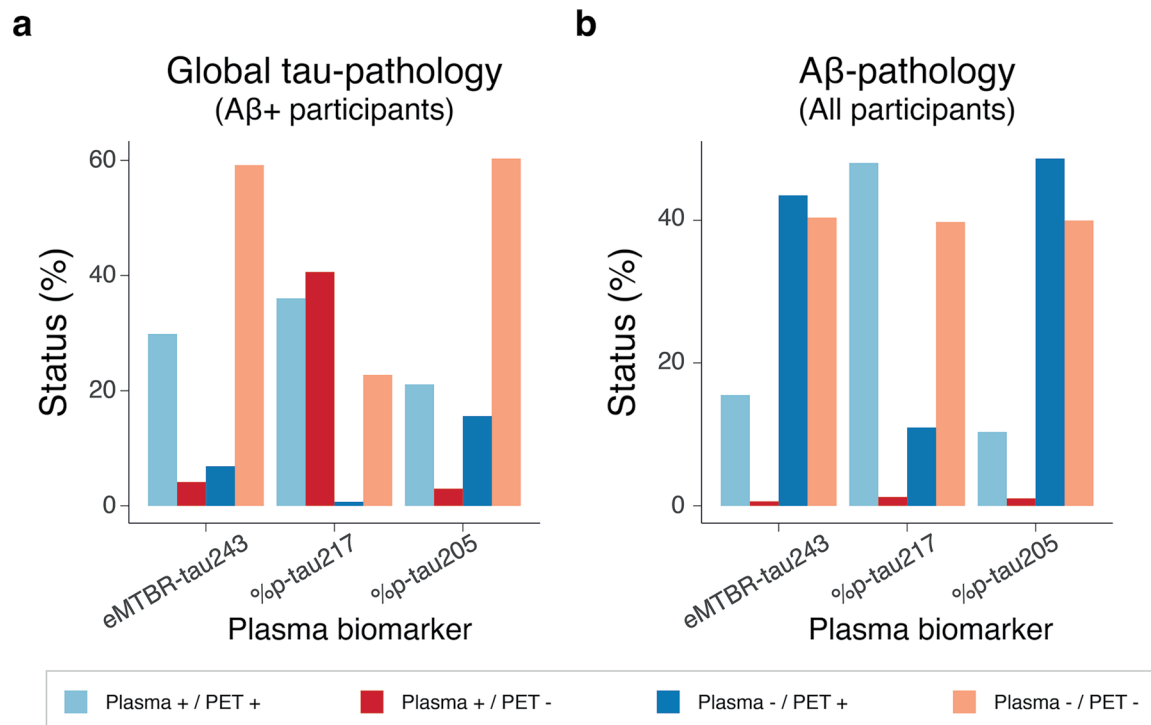 a
Global tau-pathology
(Aβ+ participants)
Status (%)
60
40
20
0
eMTBR-tau243
%p-tau217
%p-tau205
Plasma biomarker
b
Aβ-pathology
(All participants)
Status (%)
40
20
0
eMTBR-tau243
%p-tau217
%p-tau205
Plasma biomarker
Plasma + / PET +
Plasma + / PET -
Plasma - / PET +
Plasma - / PET -